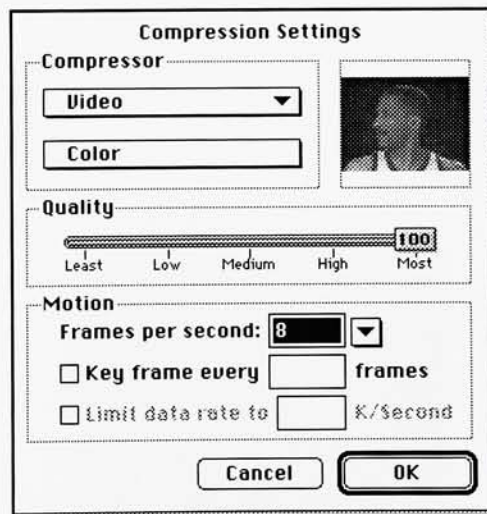 Compression Settings
Compressor
Video
Color
Quality
100
Least Low Medium High Most
Motion
Frames per second: 8
Key frame every frames
Limit data rate to K/Second
Cancel OK